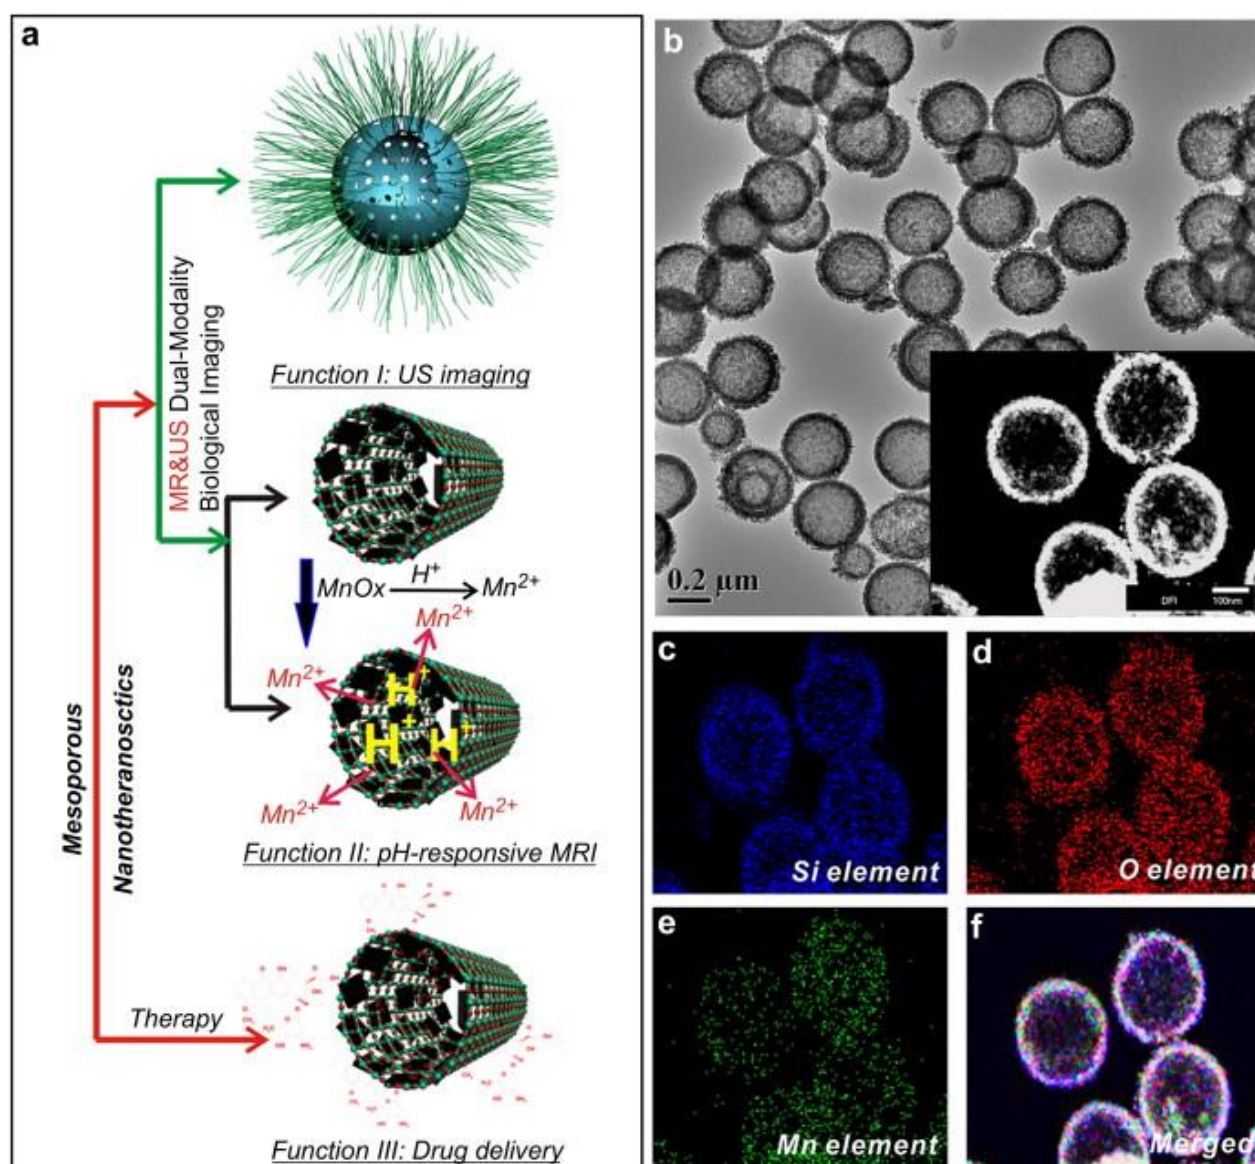 a
MR&US Dual-Modality
Biological Imaging
Function I: US imaging
MnOx H⁺ Mn²⁺
Mn²⁺
Mn²⁺
H⁺
H⁺
H⁺
Mn²⁺
Mn²⁺
Function II: pH-responsive MRI
Mesoporous
Nanotheranosctics
Therapy
Function III: Drug delivery
b
0.2 μm
DFI
100nm
c
Si element
d
O element
e
Mn element
f
Merged